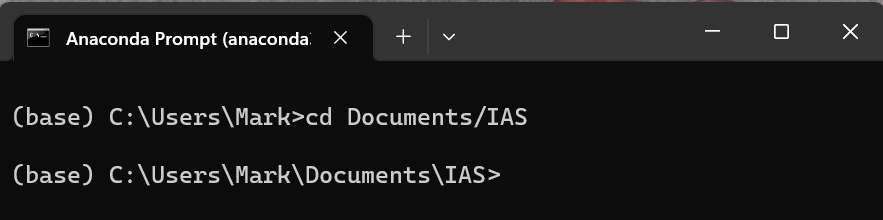 Anaconda Prompt (anaconda
(base) C:\Users\Mark>cd Documents/IAS
(base) C:\Users\Mark\Documents\IAS>